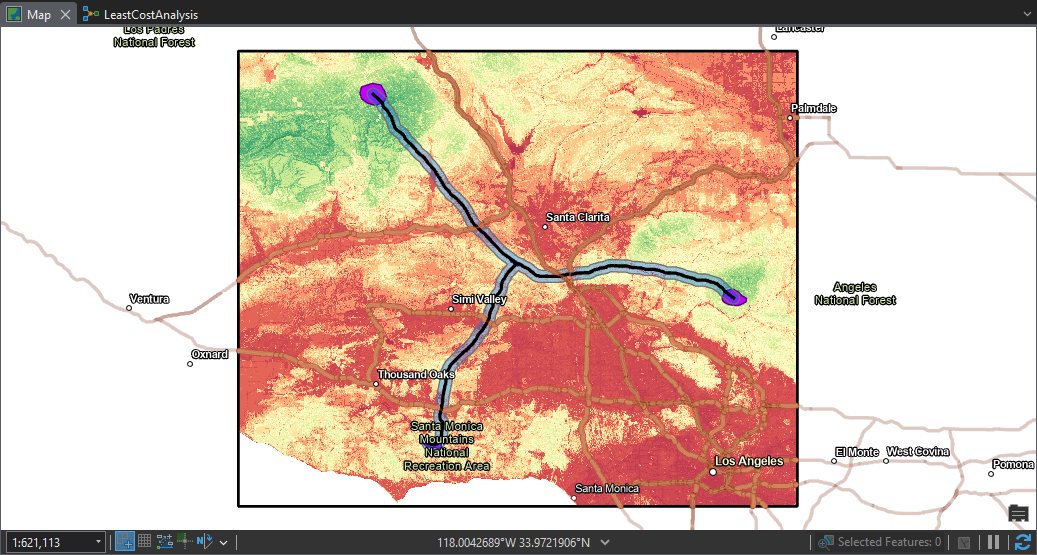 Map
LeastCostAnalysis
Los Padres
National Forest
Lancaster
Palmdale
Santa Clarita
Angeles
National Forest
Ventura
Simi Valley
Oxnard
Thousand Oaks
Santa Monica
Mountains
National
Recreation Area
El Monte
West Covina
Los Angeles
Pomona
Santa Monica
1:621,113
118.0042689°W 33.9721906°N
Selected Features: 0